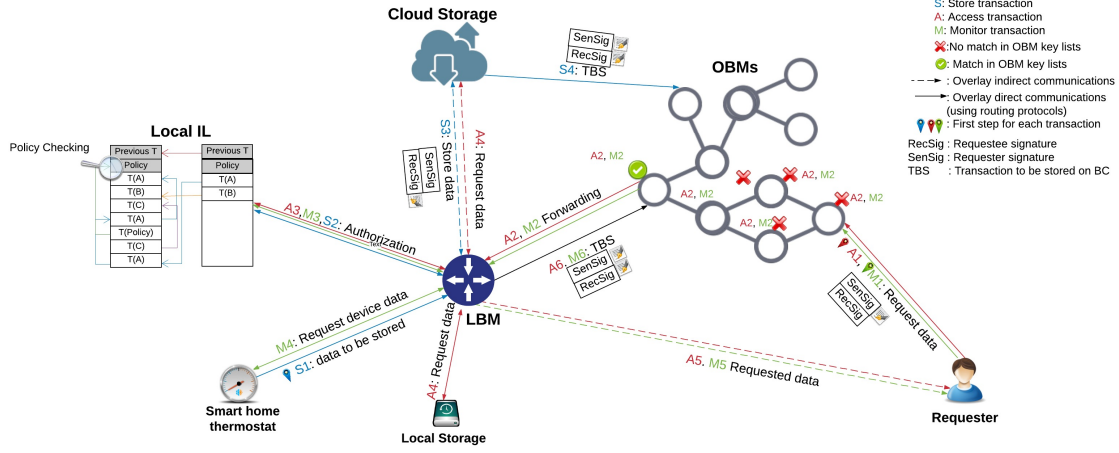 S: Store transaction
A: Access transaction
M: Monitor transaction
:No match in OBM key lists
: Match in OBM key lists
: Overlay indirect communications
: Overlay direct communications
(using routing protocols)
: First step for each transaction
RecSig : Requestee signature
SenSig : Requester signature
TBS : Transaction to be stored on BC
Cloud Storage
SenSig
RecSig
S4: TBS
OBMs
Local IL
Policy Checking
Previous T
Policy
T(A)
T(B)
T(C)
T(A)
T(Policy)
T(C)
T(A)
Previous T
Policy
T(A)
T(B)
S3: Store data
A4: Request data
SenSig
RecSig
A2, M2
A2, M2
A2, M2
A2, M2
A2, M2
A3,M3,S2: Authorization
A2, M2 Forwarding
A6, M6: TBS
SenSig
RecSig
A1, M1: Request data
SenSig
RecSig
LBM
M4: Request device data
S1: data to be stored
A4: Request data
A5, M5 Requested data
Smart home
thermostat
Local Storage
Requester